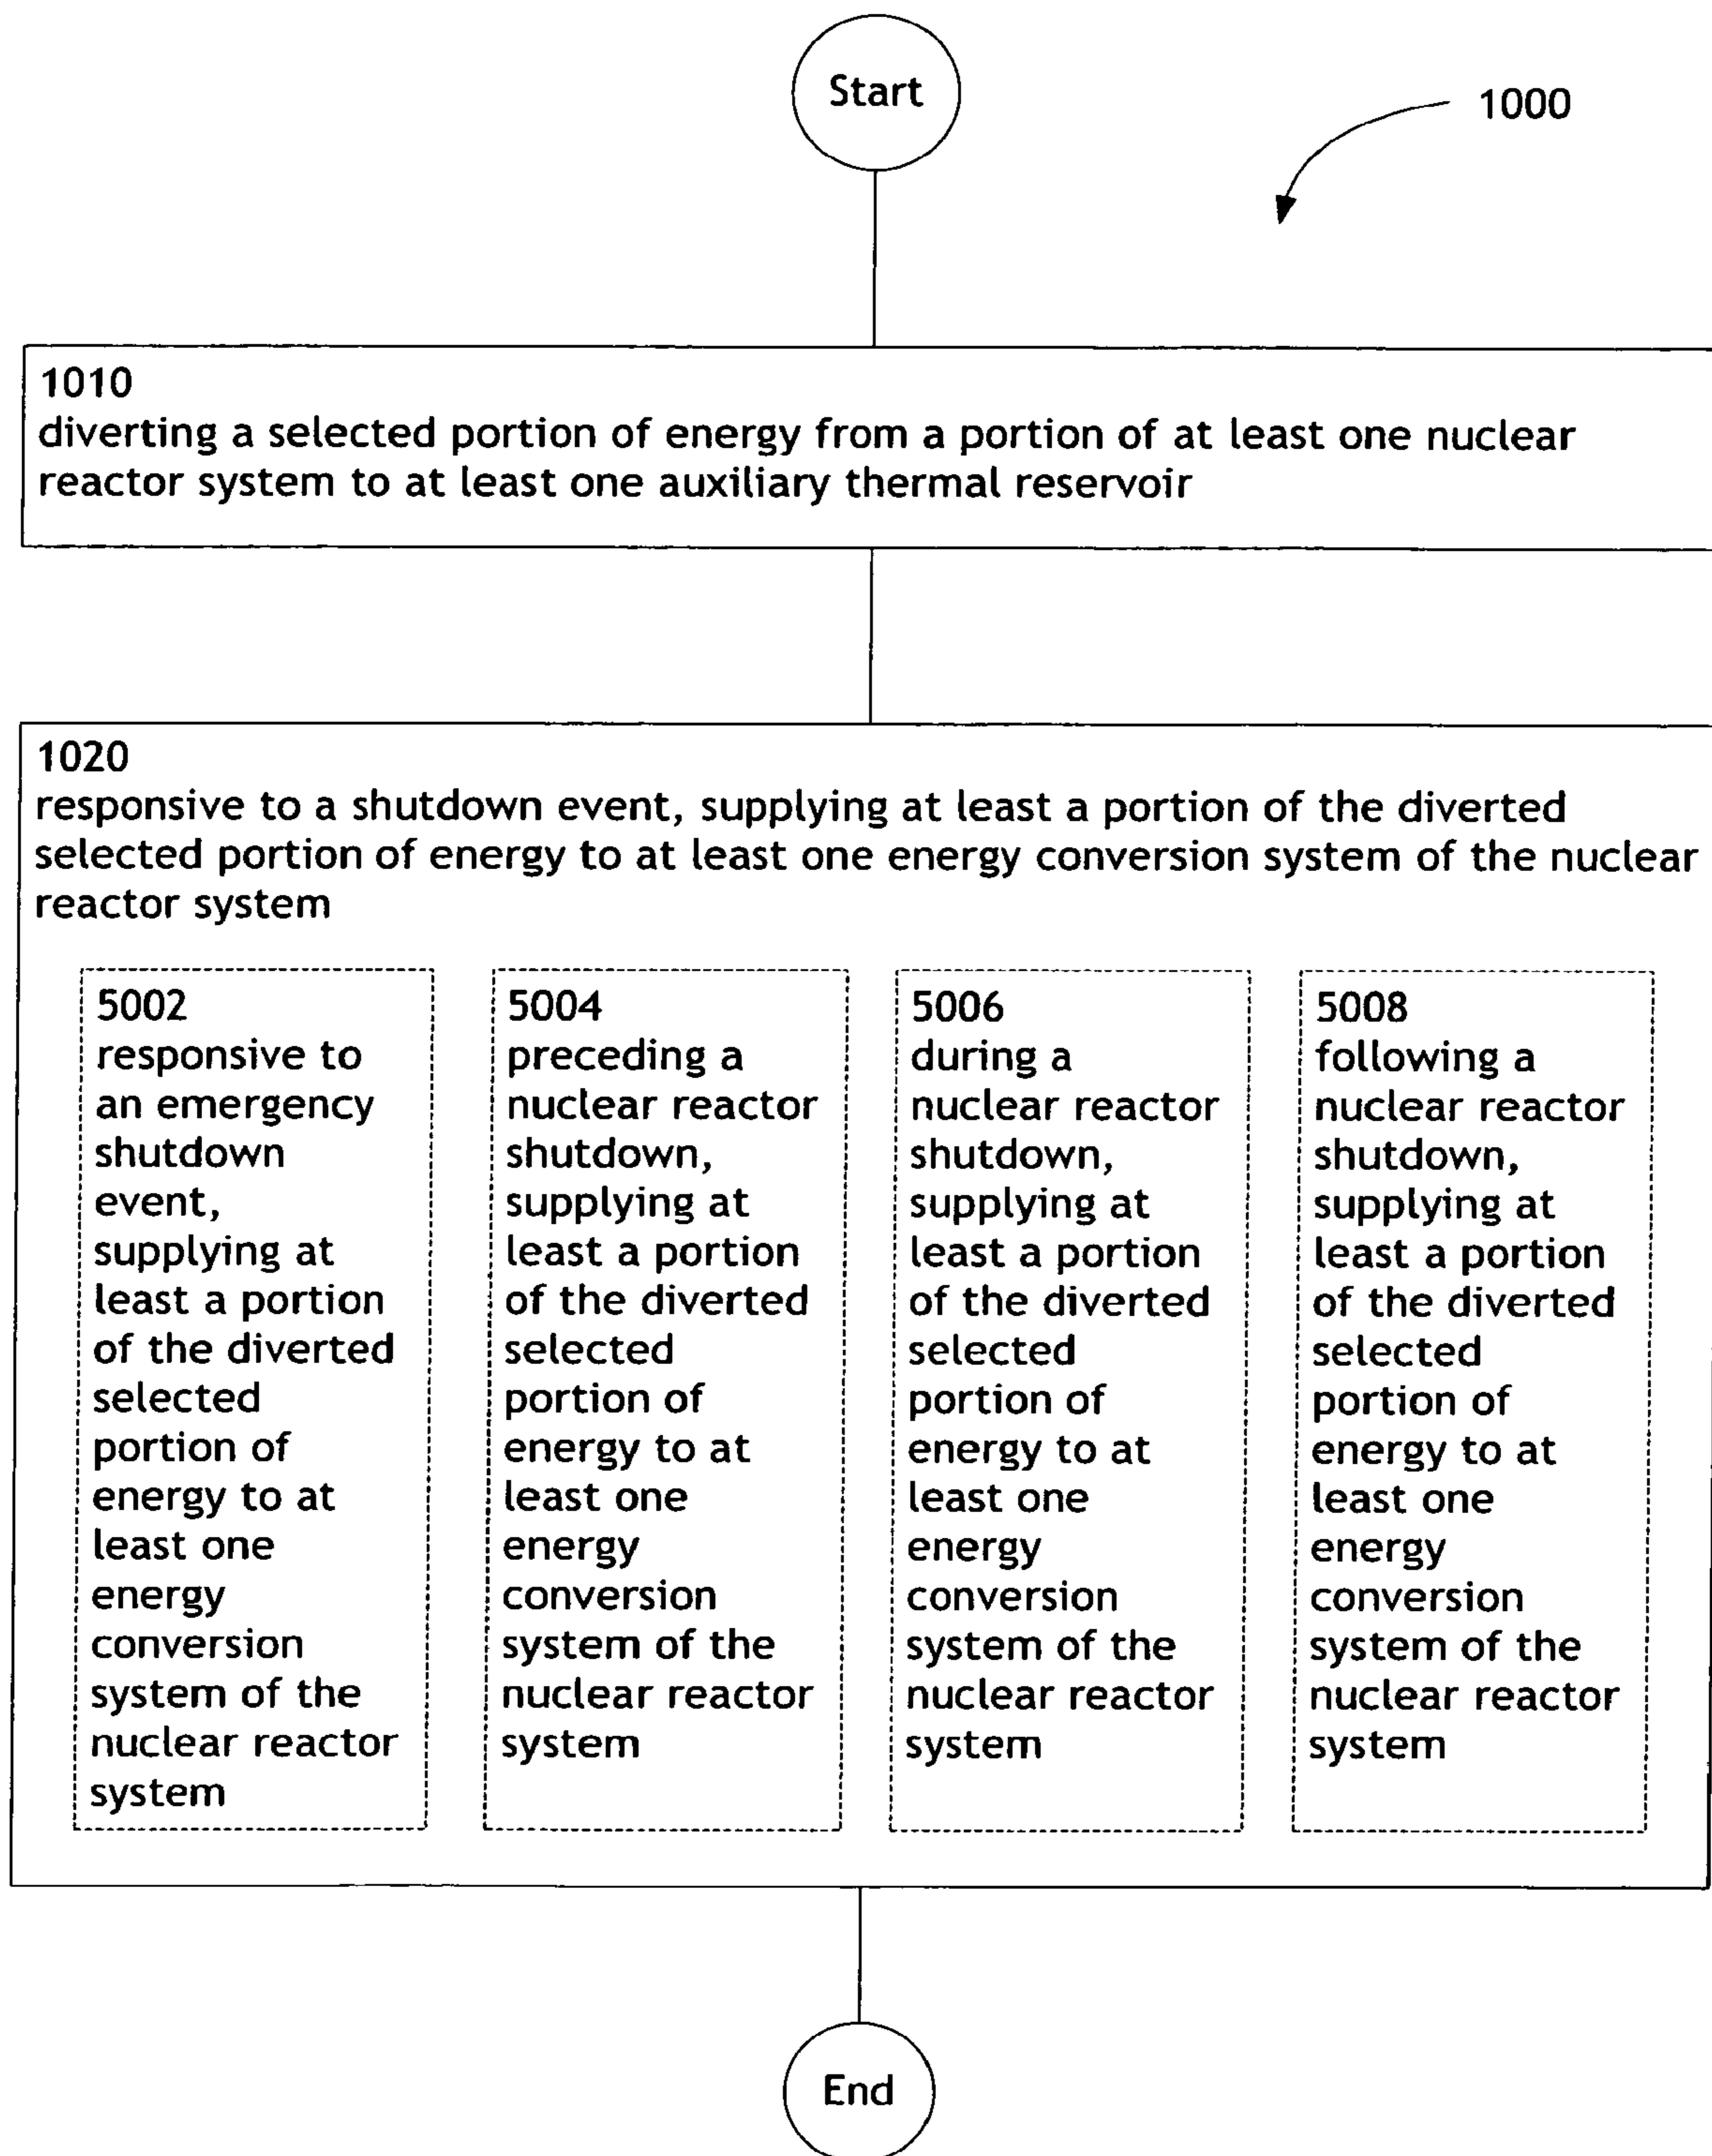 Start
1000
1010
diverting a selected portion of energy from a portion of at least one nuclear
reactor system to at least one auxiliary thermal reservoir
1020
responsive to a shutdown event, supplying at least a portion of the diverted
selected portion of energy to at least one energy conversion system of the nuclear
reactor system
5002
responsive to
an emergency
shutdown
event,
supplying at
least a portion
of the diverted
selected
portion of
energy to at
least one
energy
conversion
system of the
nuclear reactor
system
5004
preceding a
nuclear reactor
shutdown,
supplying at
least a portion
of the diverted
selected
portion of
energy to at
least one
energy
conversion
system of the
nuclear reactor
system
5006
during a
nuclear reactor
shutdown,
supplying at
least a portion
of the diverted
selected
portion of
energy to at
least one
energy
conversion
system of the
nuclear reactor
system
5008
following a
nuclear reactor
shutdown,
supplying at
least a portion
of the diverted
selected
portion of
energy to at
least one
energy
conversion
system of the
nuclear reactor
system
End